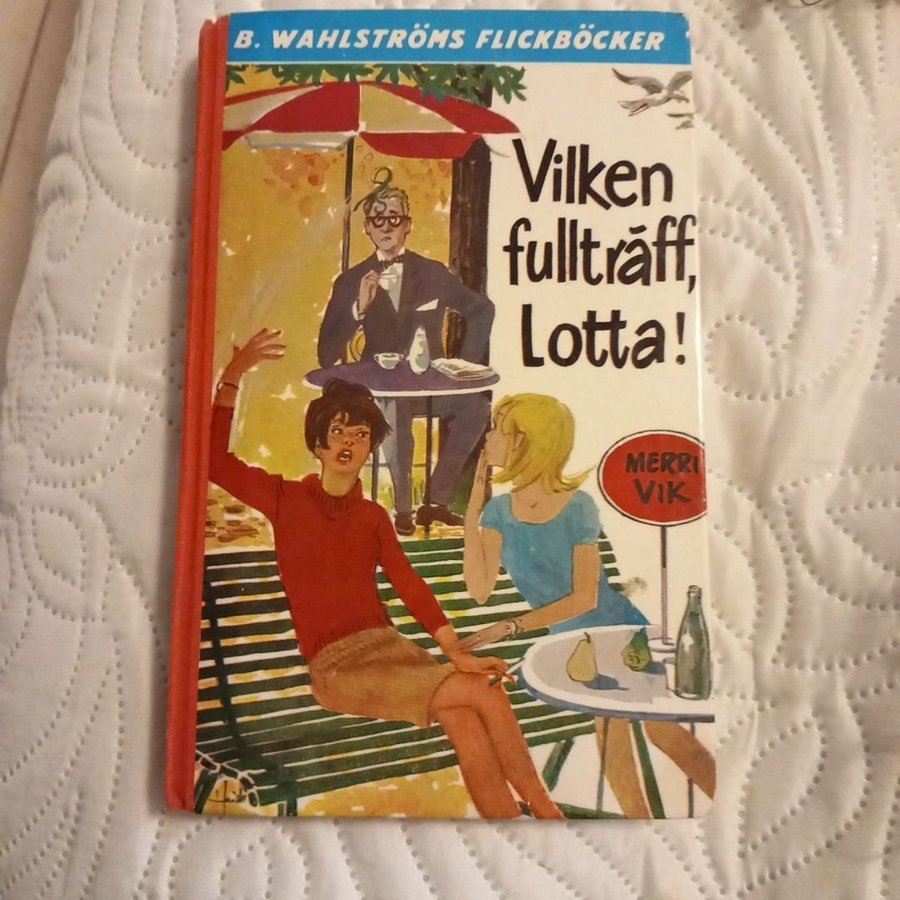 B. WAHLSTRÖMS FLICKBÖCKER
Vilken
fullträff,
Lotta!
MERRI
VIK